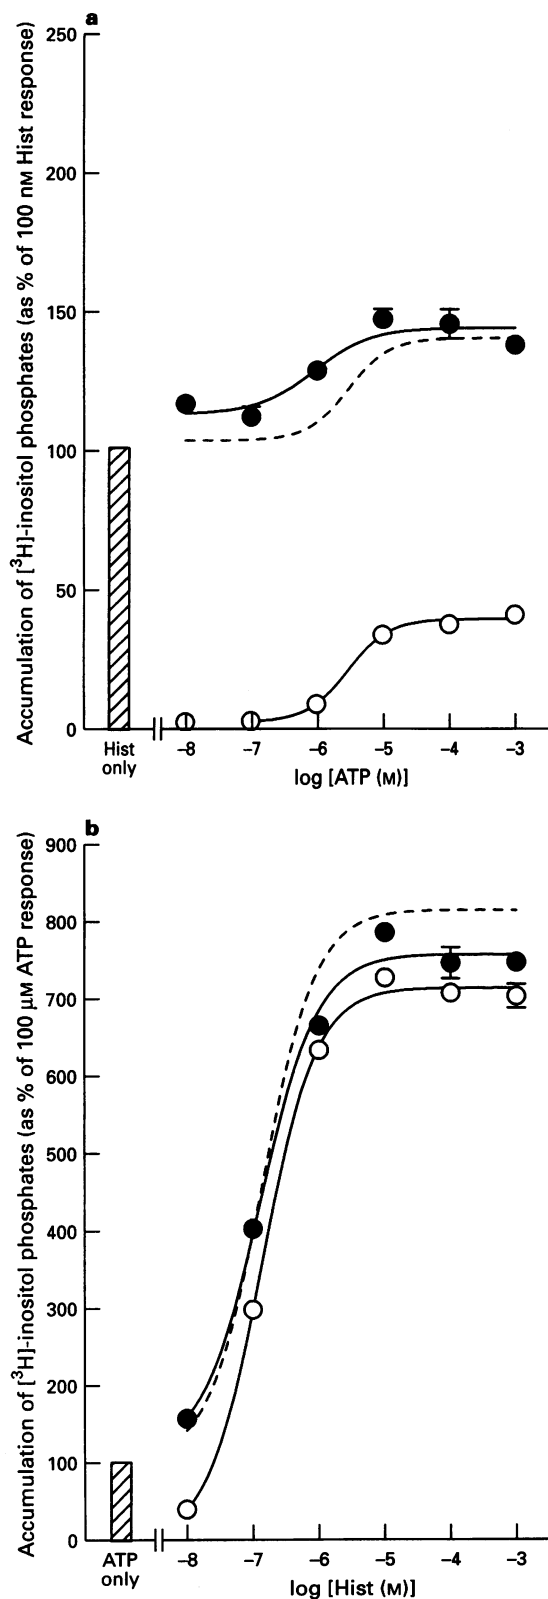 a
Accumulation of [³H]-inositol phosphates (as % of 100 nM Hist response)
250
200
150
100
50
0
Hist
only
–8
–7
–6
–5
–4
–3
log [ATP (M)]
b
Accumulation of [³H]-inositol phosphates (as % of 100 μM ATP response)
900
800
700
600
500
400
300
200
100
0
ATP
only
–8
–7
–6
–5
–4
–3
log [Hist (M)]